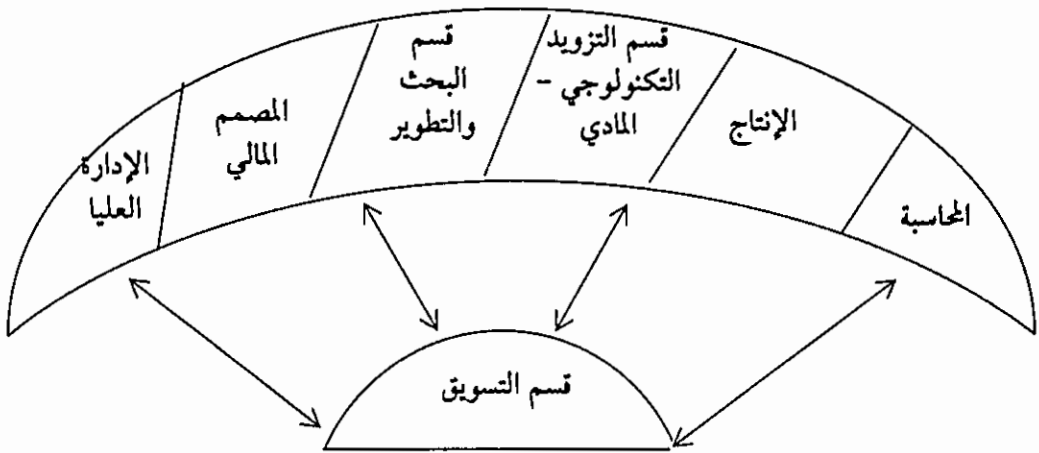 المحاسبة
الإنتاج
قسم التزويد
التكنولوجي –
المادي
قسم
البحث
والتطوير
المصمم
المالي
الإدارة
العليا
قسم التسويق